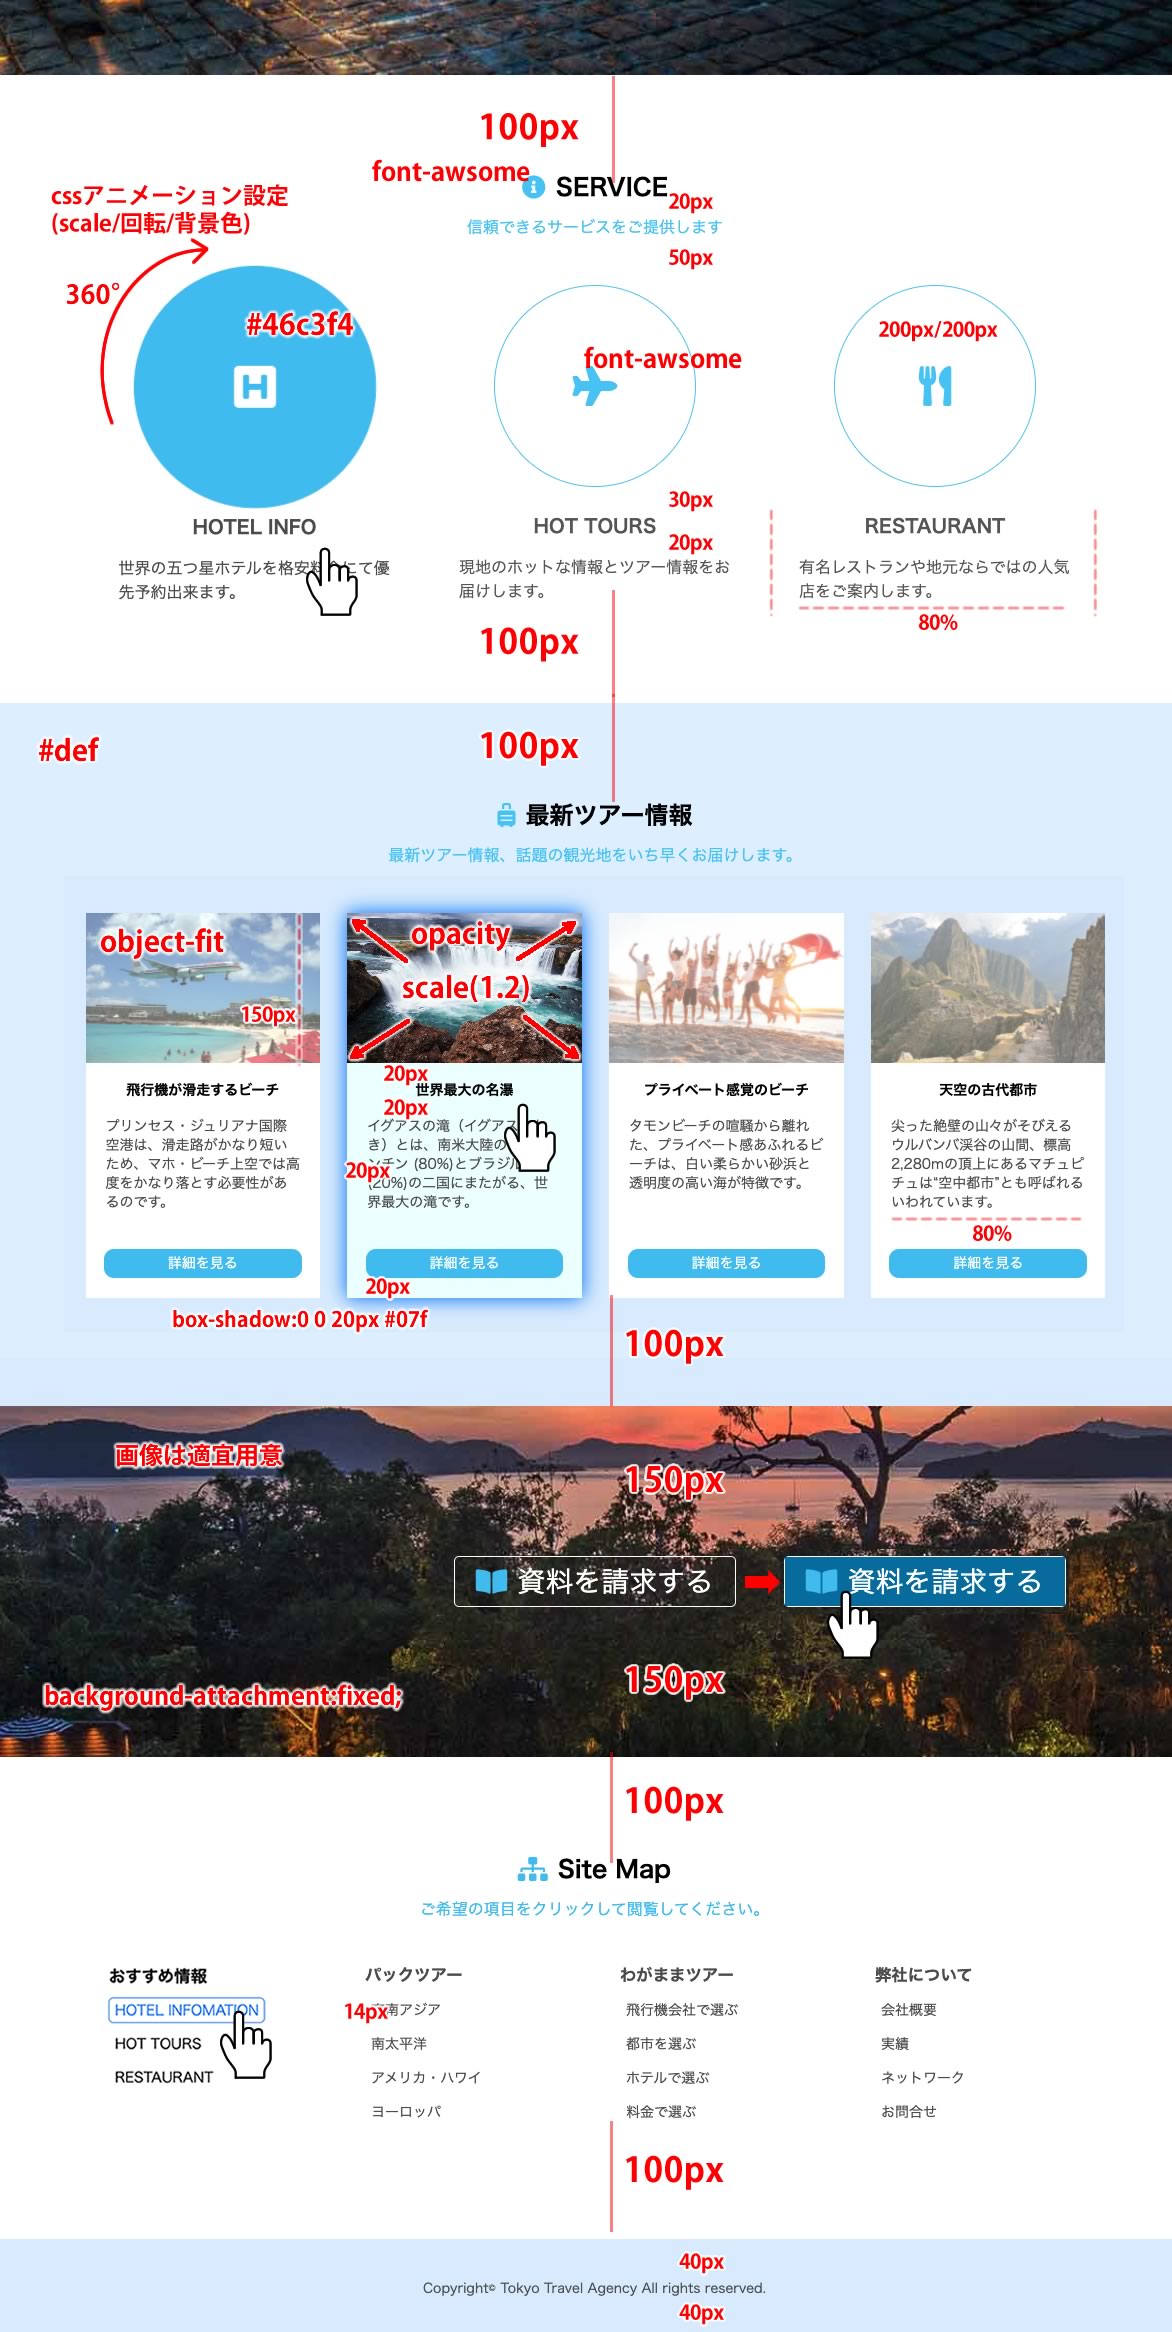 100px
font-awsome
SERVICE
20px
信頼できるサービスをご提供します
50px
cssアニメーション設定
(scale/回転/背景色)
360°
#46c3f4
H
font-awsome
200px/200px
30px
HOTEL INFO
世界の五つ星ホテルを格安料 にて優
先予約出来ます。
HOT TOURS
20px
現地のホットな情報とツアー情報をお
届けします。
RESTAURANT
有名レストランや地元ならではの人気
店をご案内します。
80%
100px
#def
100px
最新ツアー情報
最新ツアー情報、話題の観光地をいち早くお届けします。
object-fit
150px
飛行機が滑走するビーチ
プリンセス・ジュリアナ国際
空港は、滑走路がかなり短い
ため、マホ・ビーチ上空では高
度をかなり落とす必要性があ
るのです。
詳細を見る
opacity
scale(1.2)
20px
世界最大の名瀑
20px
イグアスの滝（イグアス
き）とは、南米大陸の
20px
ンチン (80%)とブラジル
(20%)の二国にまたがる、世
界最大の滝です。
詳細を見る
20px
プライベート感覚のビーチ
タモンビーチの喧騒から離れ
た、プライベート感あふれるビ
ーチは、白い柔らかい砂浜と
透明度の高い海が特徴です。
詳細を見る
天空の古代都市
尖った絶壁の山々がそびえる
ウルバンバ渓谷の山間、標高
2,280mの頂上にあるマチュピ
チュは“空中都市”とも呼ばれる
いわれています。
80%
詳細を見る
box-shadow:0 0 20px #07f
100px
画像は適宜用意
150px
資料を請求する
資料を請求する
150px
background-attachment:fixed;
100px
Site Map
ご希望の項目をクリックして閲覧してください。
おすすめ情報
HOTEL INFOMATION
HOT TOURS
RESTAURANT
パックツアー
14px
南アジア
南太平洋
アメリカ・ハワイ
ヨーロッパ
わがままツアー
飛行機会社で選ぶ
都市を選ぶ
ホテルで選ぶ
料金で選ぶ
弊社について
会社概要
実績
ネットワーク
お問合せ
100px
40px
Copyright© Tokyo Travel Agency All rights reserved.
40px